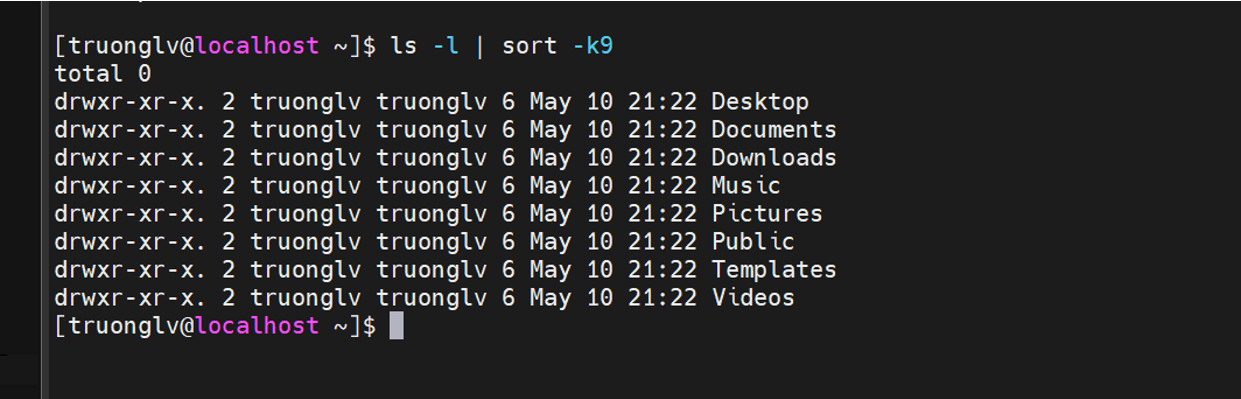 [truonglv@localhost ~]$ ls -l | sort -k9
total 0
drwxr-xr-x. 2 truonglv truonglv 6 May 10 21:22 Desktop
drwxr-xr-x. 2 truonglv truonglv 6 May 10 21:22 Documents
drwxr-xr-x. 2 truonglv truonglv 6 May 10 21:22 Downloads
drwxr-xr-x. 2 truonglv truonglv 6 May 10 21:22 Music
drwxr-xr-x. 2 truonglv truonglv 6 May 10 21:22 Pictures
drwxr-xr-x. 2 truonglv truonglv 6 May 10 21:22 Public
drwxr-xr-x. 2 truonglv truonglv 6 May 10 21:22 Templates
drwxr-xr-x. 2 truonglv truonglv 6 May 10 21:22 Videos
[truonglv@localhost ~]$